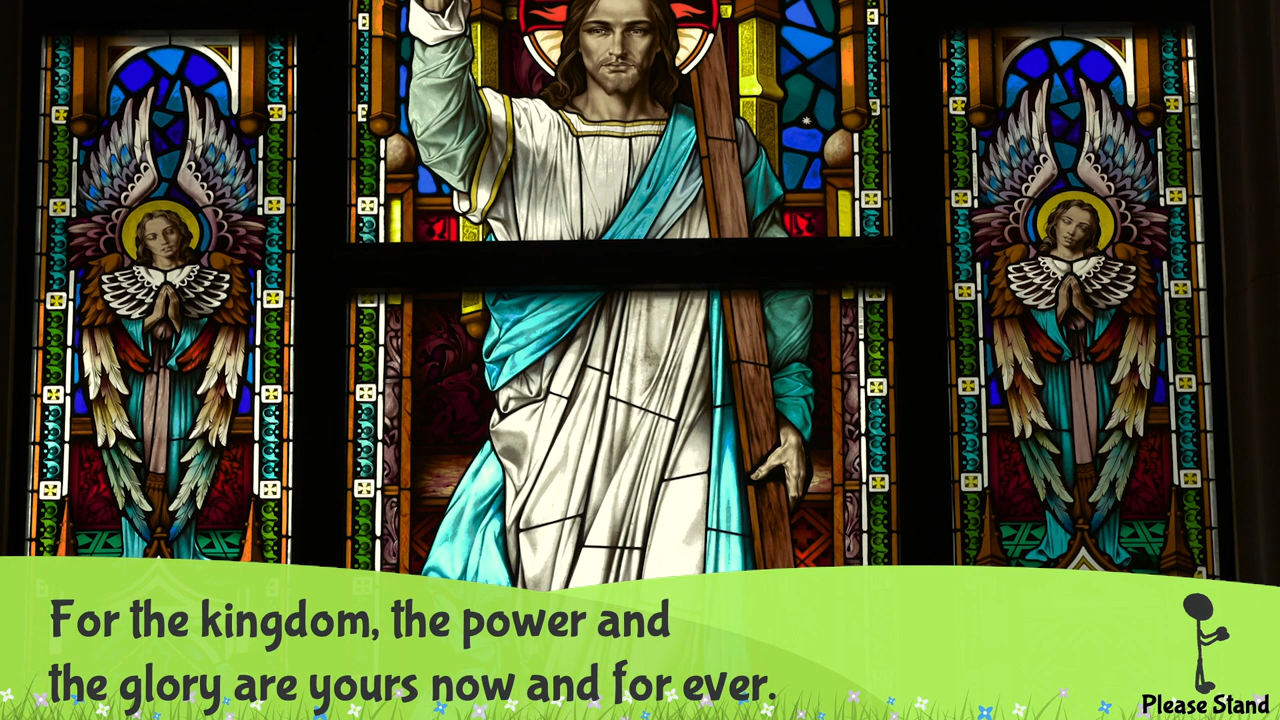 For the kingdom, the power and
the glory are yours now and for ever.
Please Stand